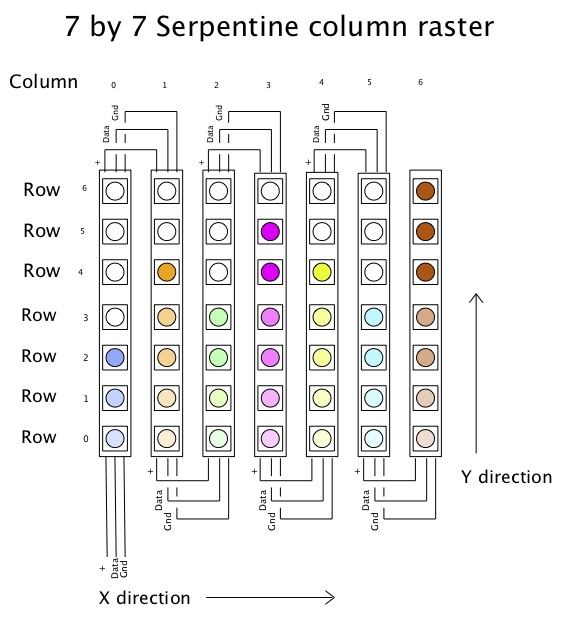 7 by 7 Serpentine column raster
Column 0 1 2 3 4 5 6
+ Data Gnd + Data Gnd + Data Gnd
Row 6
Row 5
Row 4
Row 3
Row 2
Row 1
Row 0
+ Data Gnd + Data Gnd + Data Gnd
Y direction
+ Data Gnd
X direction